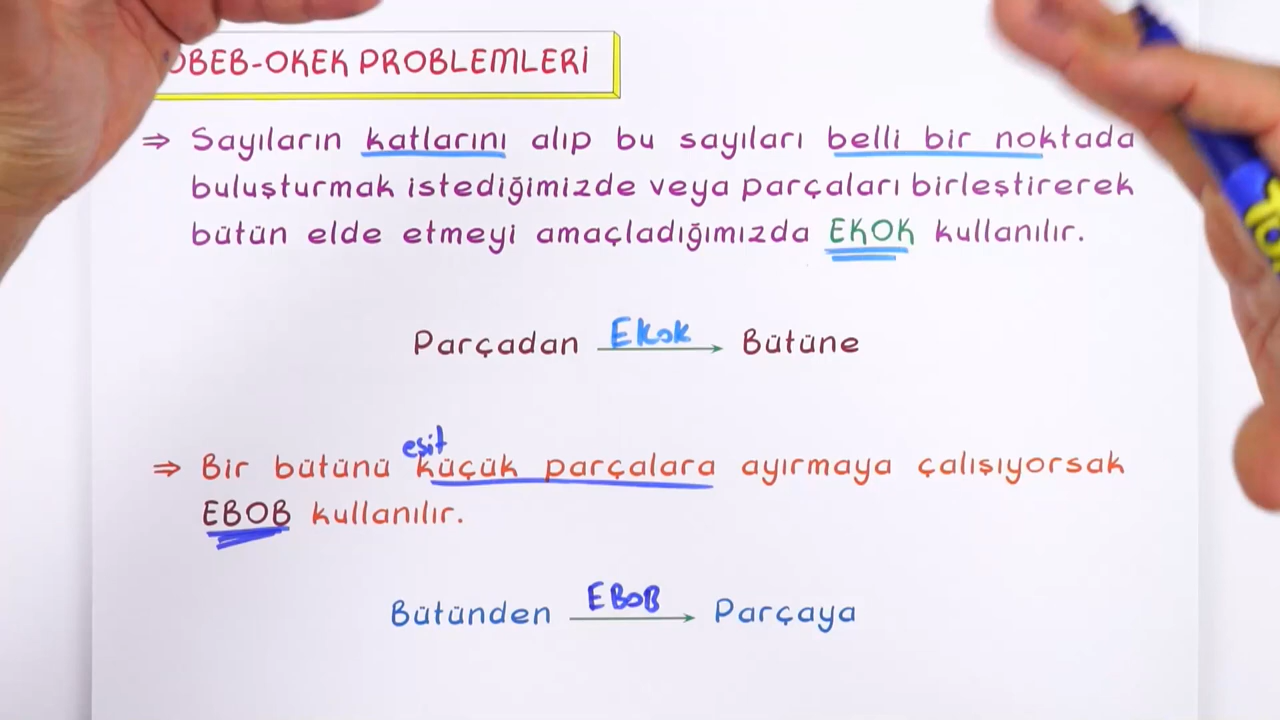 OBEB-OKEK PROBLEMLERİ
⇒ Sayıların katlarını alıp bu sayıları belli bir noktada
buluşturmak istediğimizde veya parçaları birleştirerek
bütün elde etmeyi amaçladığımızda EKOK kullanılır.
Parçadan Ekok Bütüne
eşit
⇒ Bir bütünü küçük parçalara ayırmaya çalışıyorsak
EBOB kullanılır.
Bütünden EBOB Parçaya